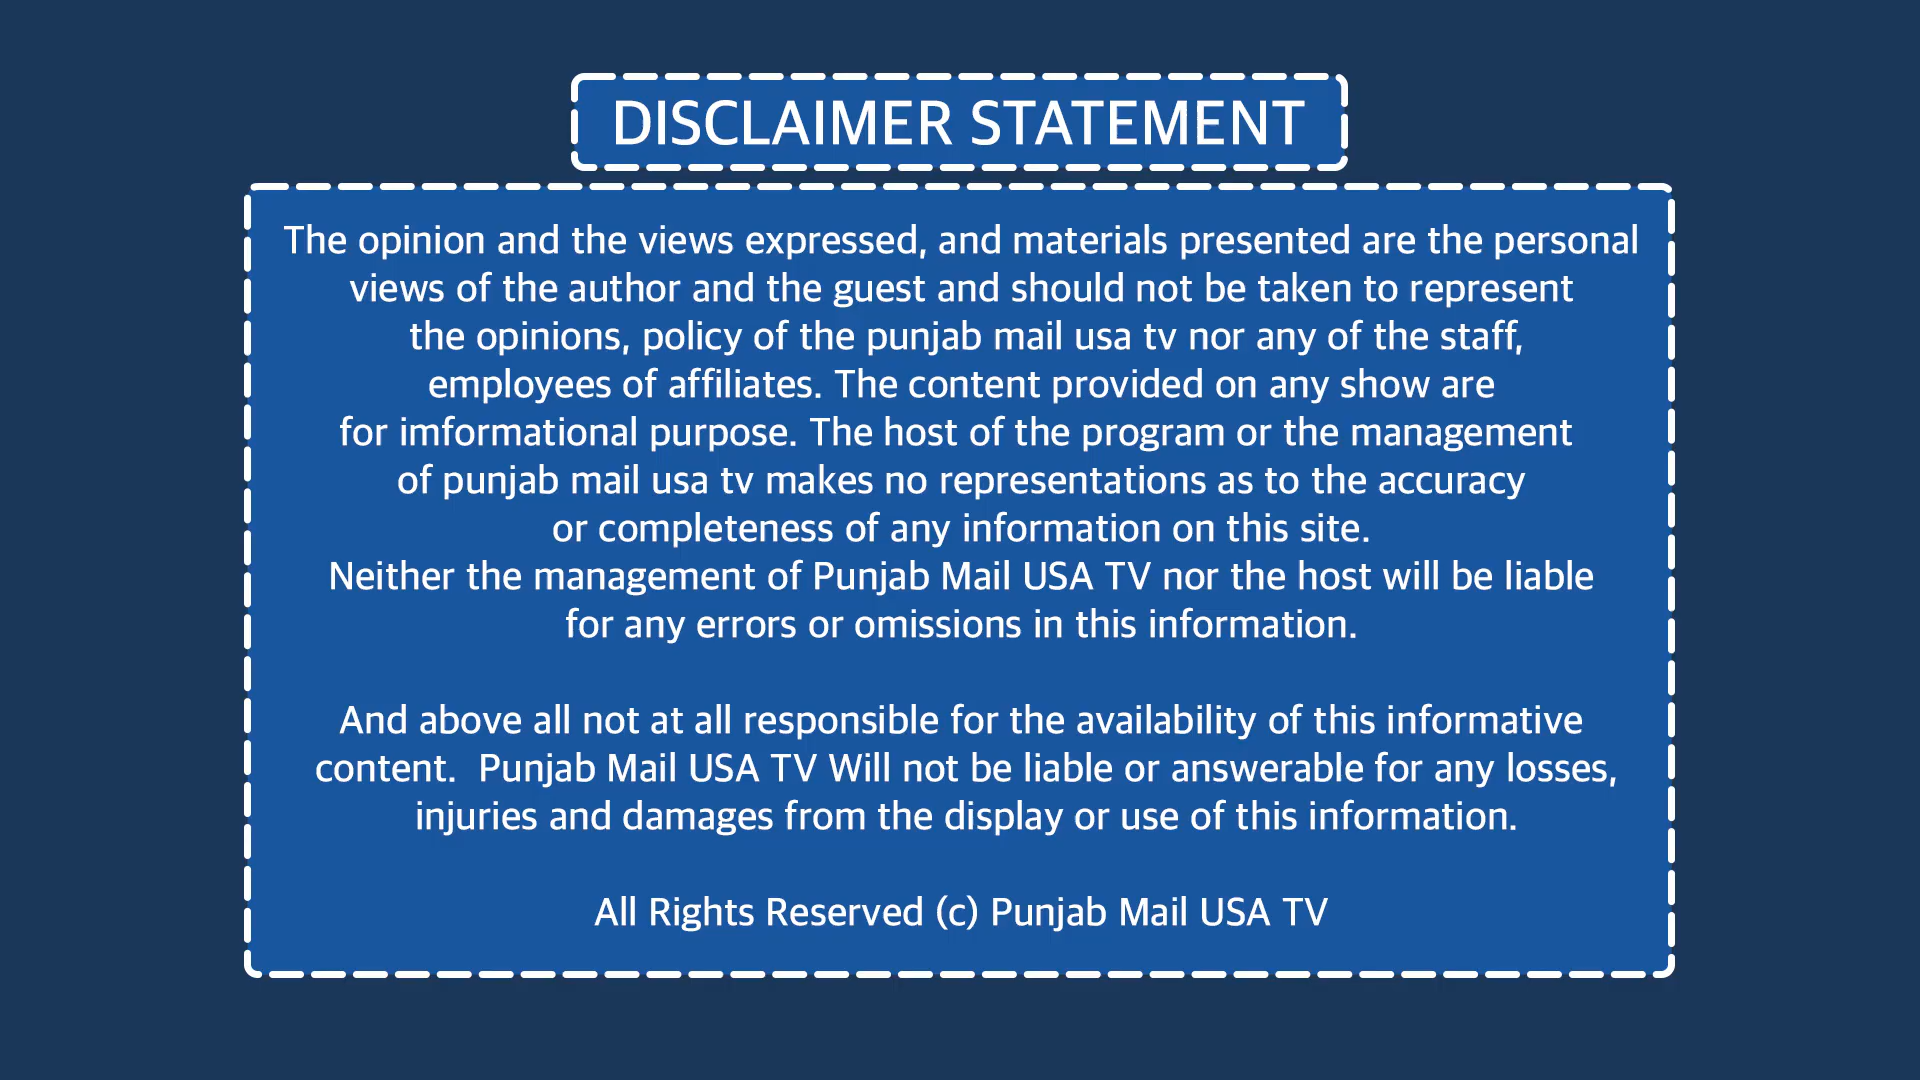 DISCLAIMER STATEMENT
The opinion and the views expressed, and materials presented are the personal
views of the author and the guest and should not be taken to represent
the opinions, policy of the punjab mail usa tv nor any of the staff,
employees of affiliates. The content provided on any show are
for imformational purpose. The host of the program or the management
of punjab mail usa tv makes no representations as to the accuracy
or completeness of any information on this site.
Neither the management of Punjab Mail USA TV nor the host will be liable
for any errors or omissions in this information.
And above all not at all responsible for the availability of this informative
content.  Punjab Mail USA TV Will not be liable or answerable for any losses,
injuries and damages from the display or use of this information.
All Rights Reserved (c) Punjab Mail USA TV